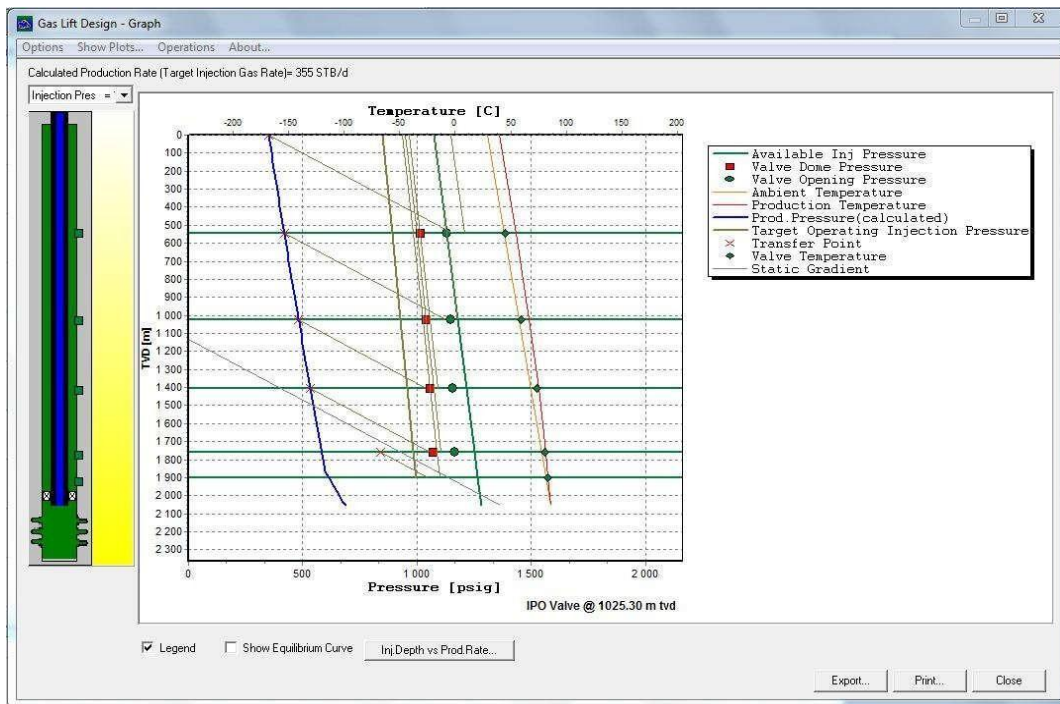 Gas Lift Design - Graph
Options Show Plots... Operations About...
Calculated Production Rate (Target Injection Gas Rate)= 355 STB/d
Injection Pres =
Temperature [C]
-200 -150 -100 -50 0 50 100 150 200
TVD [m]
0
100
200
300
400
500
600
700
800
900
1 000
1 100
1 200
1 300
1 400
1 500
1 600
1 700
1 800
1 900
2 000
2 100
2 200
2 300
0 500 1 000 1 500 2 000
Pressure [psig]
IPO Valve @ 1025.30 m tvd
Available Inj Pressure
Valve Dome Pressure
Valve Opening Pressure
Ambient Temperature
Production Temperature
Prod.Pressure(calculated)
Target Operating Injection Pressure
Transfer Point
Valve Temperature
Static Gradient
Legend Show Equilibrium Curve Inj.Depth vs Prod.Rate...
Export... Print... Close